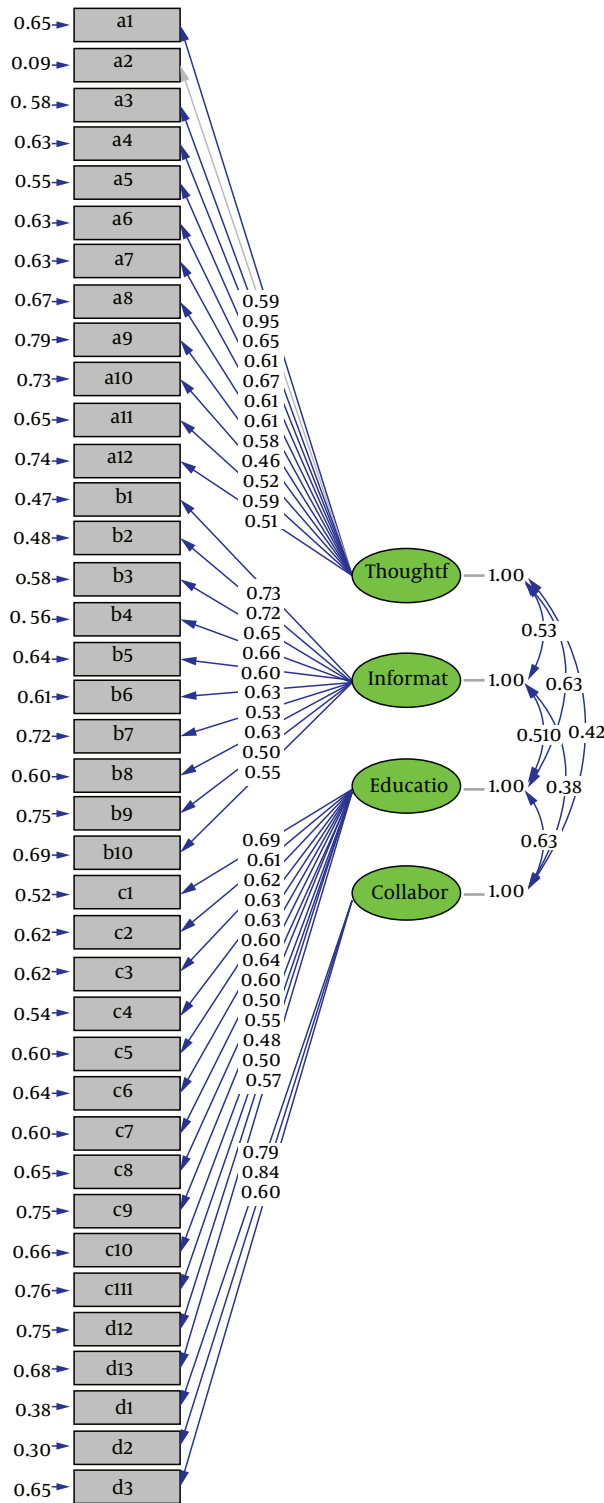 0.65 a1
0.09 a2
0.58 a3
0.63 a4
0.55 a5
0.63 a6
0.63 a7
0.67 a8
0.79 a9
0.73 a10
0.65 a11
0.74 a12
0.47 b1
0.48 b2
0.58 b3
0.56 b4
0.64 b5
0.61 b6
0.72 b7
0.60 b8
0.75 b9
0.69 b10
0.52 c1
0.62 c2
0.62 c3
0.54 c4
0.60 c5
0.64 c6
0.60 c7
0.65 c8
0.75 c9
0.66 c10
0.76 c111
0.75 d12
0.68 d13
0.38 d1
0.30 d2
0.65 d3
0.59
0.95
0.65
0.61
0.67
0.61
0.61
0.58
0.46
0.52
0.59
0.51
0.73
0.72
0.65
0.66
0.60
0.63
0.53
0.63
0.50
0.55
0.69
0.61
0.62
0.63
0.63
0.60
0.64
0.60
0.50
0.55
0.48
0.50
0.57
0.79
0.84
0.60
Thoughtf 1.00
Informat 1.00
Educatio 1.00
Collabor 1.00
0.53
0.63
0.42
0.510
0.38
0.63